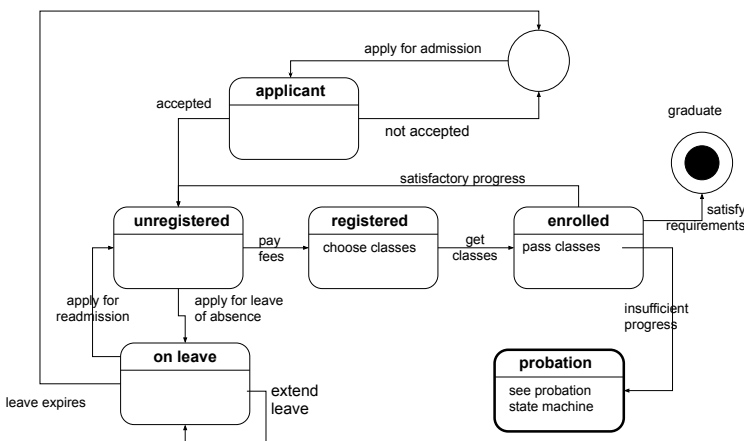 apply for admission
applicant
accepted
not accepted
graduate
satisfactory progress
satisfy
requirements
unregistered
pay
fees
registered
choose classes
get
classes
enrolled
pass classes
apply for
readmission
apply for leave
of absence
insufficient
progress
on leave
leave expires
extend
leave
probation
see probation
state machine